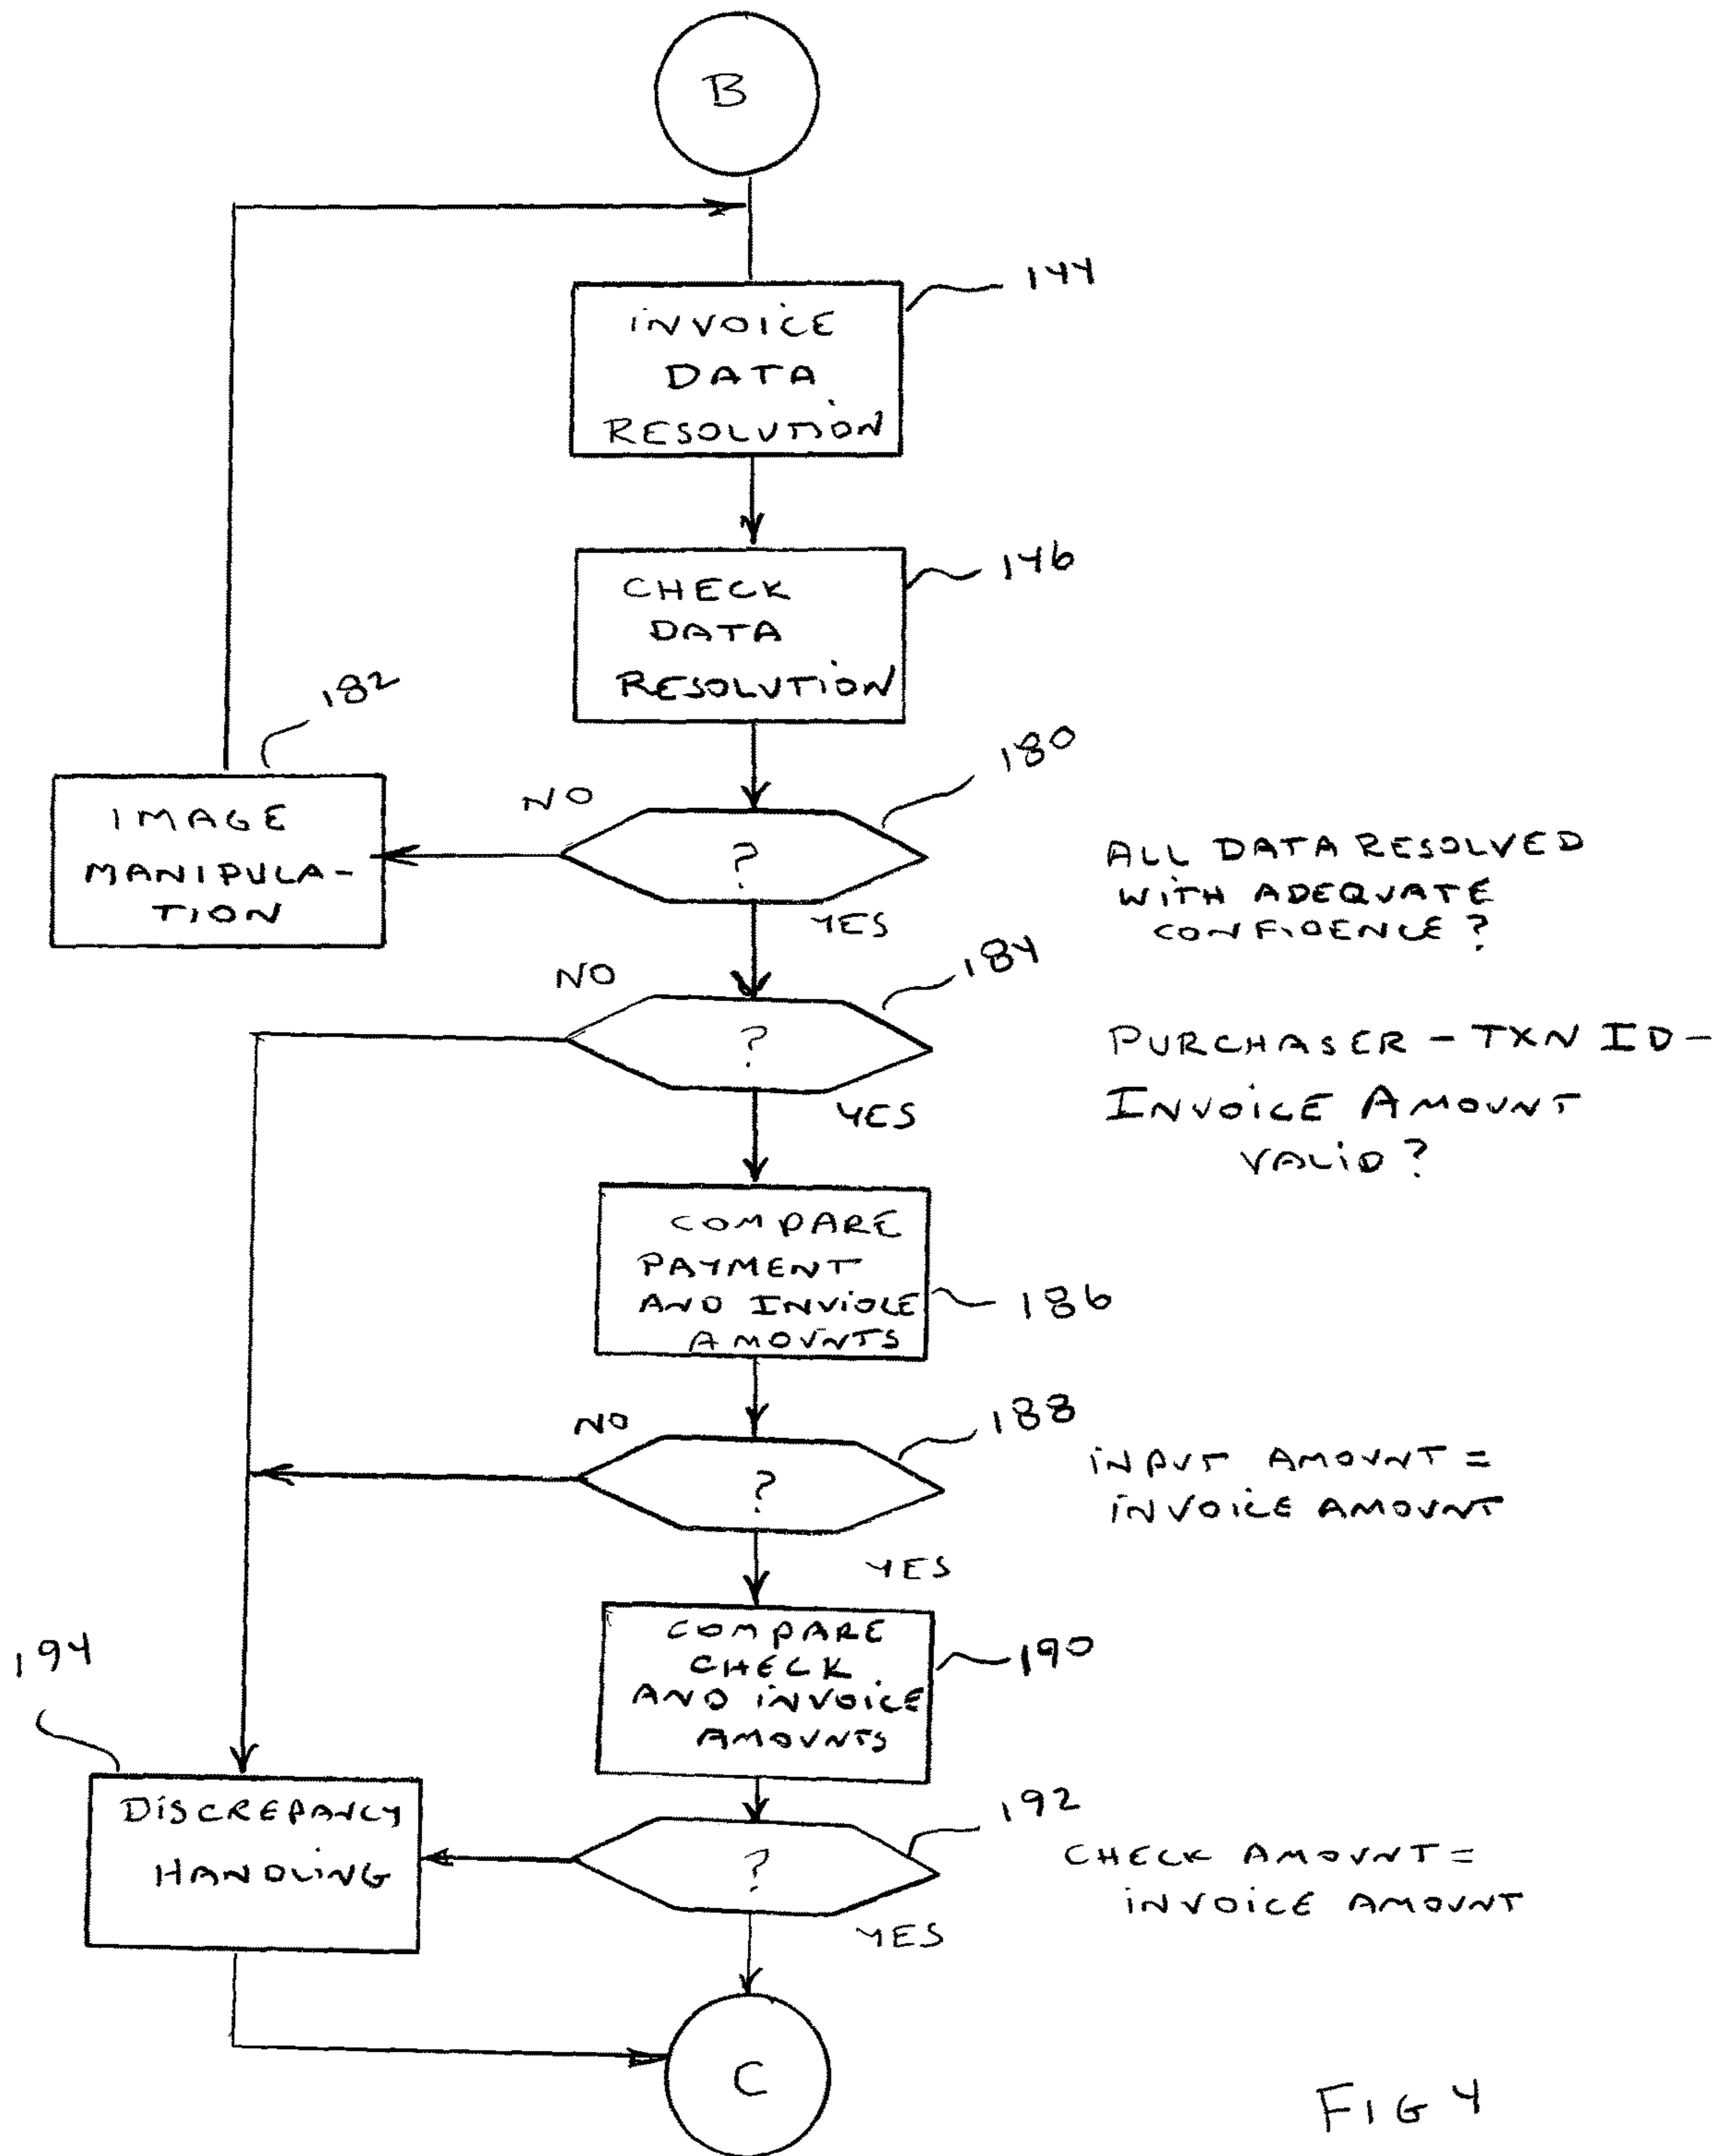 B
144
INVOICE
DATA
RESOLUTION
146
CHECK
DATA
RESOLUTION
182
IMAGE
MANIPULA-
TION
180
NO
?
YES
ALL DATA RESOLVED
WITH ADEQUATE
CONFIDENCE?
184
NO
?
YES
PURCHASER - TXN ID -
INVOICE AMOUNT
VALID?
COMPARE
PAYMENT
AND INVIOCE
AMOUNTS
186
188
NO
?
YES
INPUT AMOUNT =
INVOICE AMOUNT
COMPARE
CHECK
AND INVOICE
AMOUNTS
190
194
DISCREPANCY
HANDLING
192
?
YES
CHECK AMOUNT =
INVOICE AMOUNT
C
FIG 4